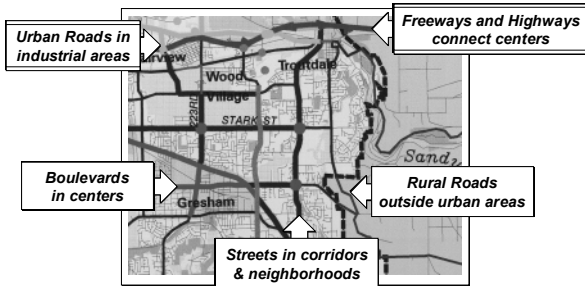 Urban Roads in
industrial areas
Freeways and Highways
connect centers
Troutdale
Wood
Village
223RD
STARK ST
Boulevards
in centers
Gresham
Rural Roads
outside urban areas
Streets in corridors
& neighborhoods